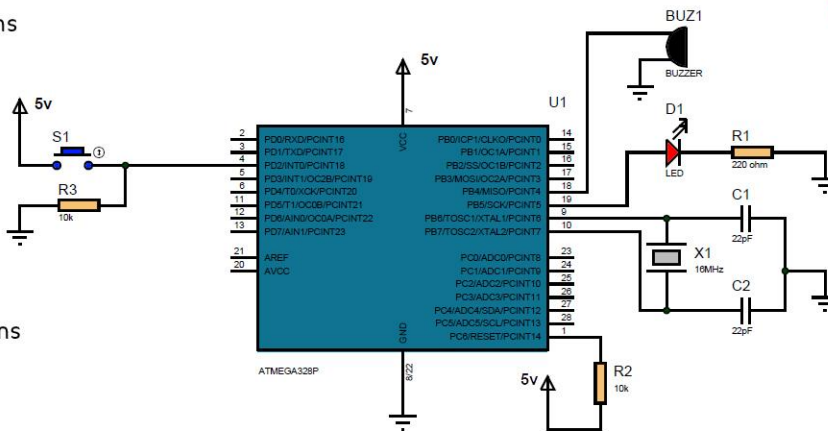 ns
BUZ1
BUZZER
5v
7
VCC
U1
5v
S1
R3
10k
2 PD0/RXD/PCINT16
3 PD1/TXD/PCINT17
4 PD2/INT0/PCINT18
5 PD3/INT1/OC2B/PCINT19
6 PD4/T0/XCK/PCINT20
11 PD5/T1/OC0B/PCINT21
12 PD6/AIN0/OC0A/PCINT22
13 PD7/AIN1/PCINT23
21 AREF
20 AVCC
PB0/ICP1/CLKO/PCINT0 14
PB1/OC1A/PCINT1 15
PB2/SS/OC1B/PCINT2 16
PB3/MOSI/OC2A/PCINT3 17
PB4/MISO/PCINT4 18
PB5/SCK/PCINT5 19
PB6/TOSC1/XTAL1/PCINT6 9
PB7/TOSC2/XTAL2/PCINT7 10
PC0/ADC0/PCINT8 23
PC1/ADC1/PCINT9 24
PC2/ADC2/PCINT10 25
PC3/ADC3/PCINT11 26
PC4/ADC4/SDA/PCINT12 27
PC5/ADC5/SCL/PCINT13 28
PC6/RESET/PCINT14 1
GND
8/22
ATMEGA328P
D1
LED
R1
220 ohm
C1
22pF
X1
16MHz
C2
22pF
5v
R2
10k
ns